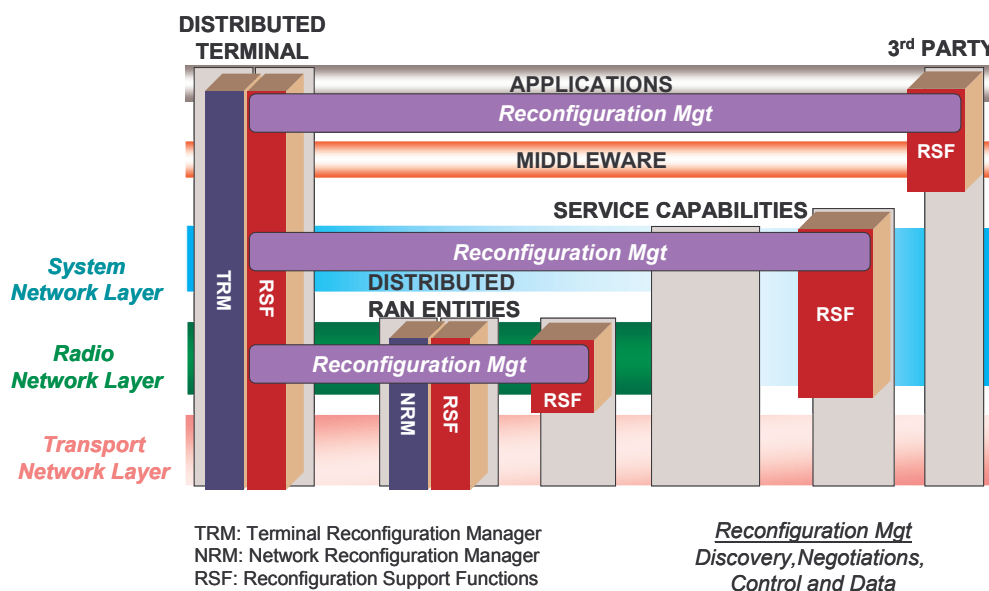 DISTRIBUTED
TERMINAL
3rd PARTY
APPLICATIONS
Reconfiguration Mgt
RSF
MIDDLEWARE
SERVICE CAPABILITIES
Reconfiguration Mgt
System
Network Layer
TRM
RSF
DISTRIBUTED
RAN ENTITIES
RSF
Radio
Network Layer
Reconfiguration Mgt
NRM
RSF
RSF
Transport
Network Layer
TRM: Terminal Reconfiguration Manager
NRM: Network Reconfiguration Manager
RSF: Reconfiguration Support Functions
Reconfiguration Mgt
Discovery,Negotiations,
Control and Data